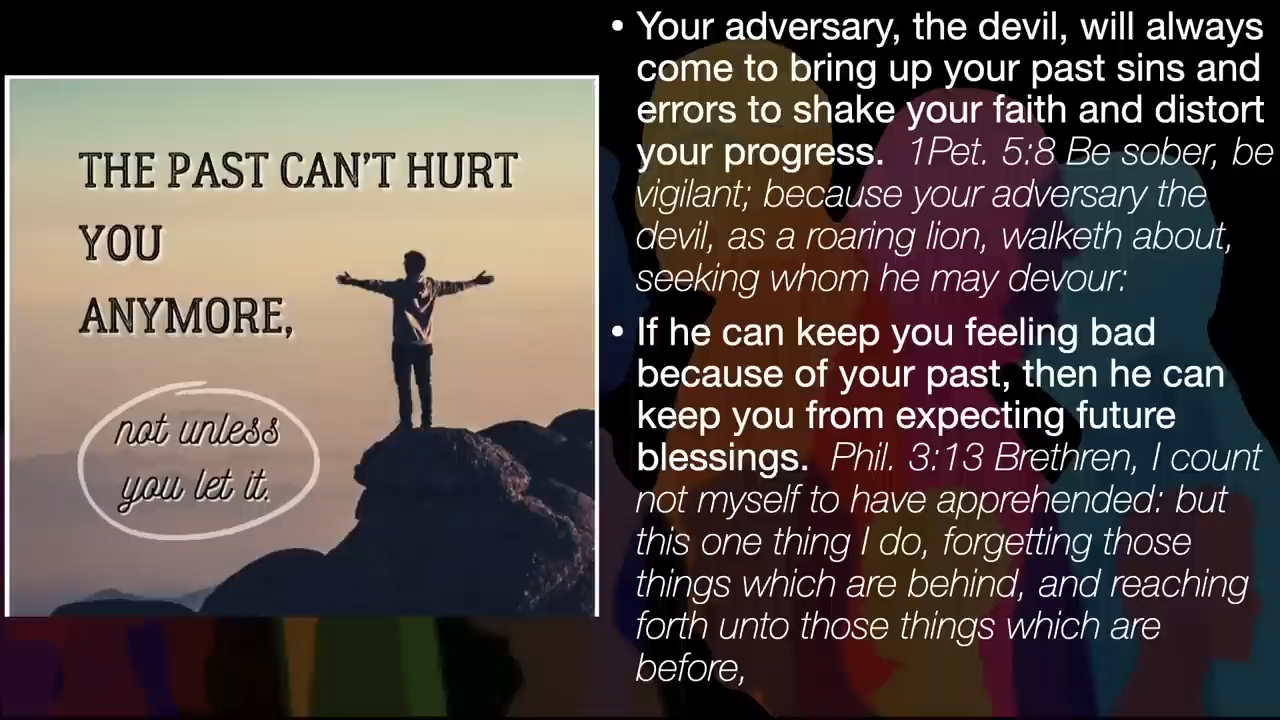 THE PAST CAN'T HURT
YOU
ANYMORE,
not unless
you let it.
• Your adversary, the devil, will always
come to bring up your past sins and
errors to shake your faith and distort
your progress. 1Pet. 5:8 Be sober, be
vigilant; because your adversary the
devil, as a roaring lion, walketh about,
seeking whom he may devour:
• If he can keep you feeling bad
because of your past, then he can
keep you from expecting future
blessings. Phil. 3:13 Brethren, I count
not myself to have apprehended: but
this one thing I do, forgetting those
things which are behind, and reaching
forth unto those things which are
before,